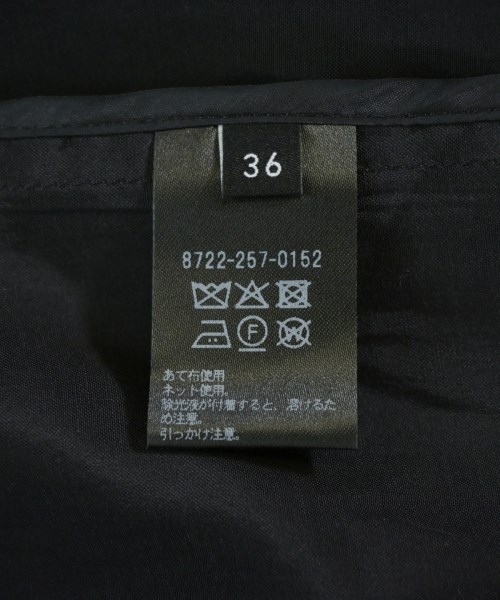 36
8722-257-0152
F
W
あて布使用
ネット使用。
除光液が付着すると、溶けるた
め注意。
引っかけ注意。